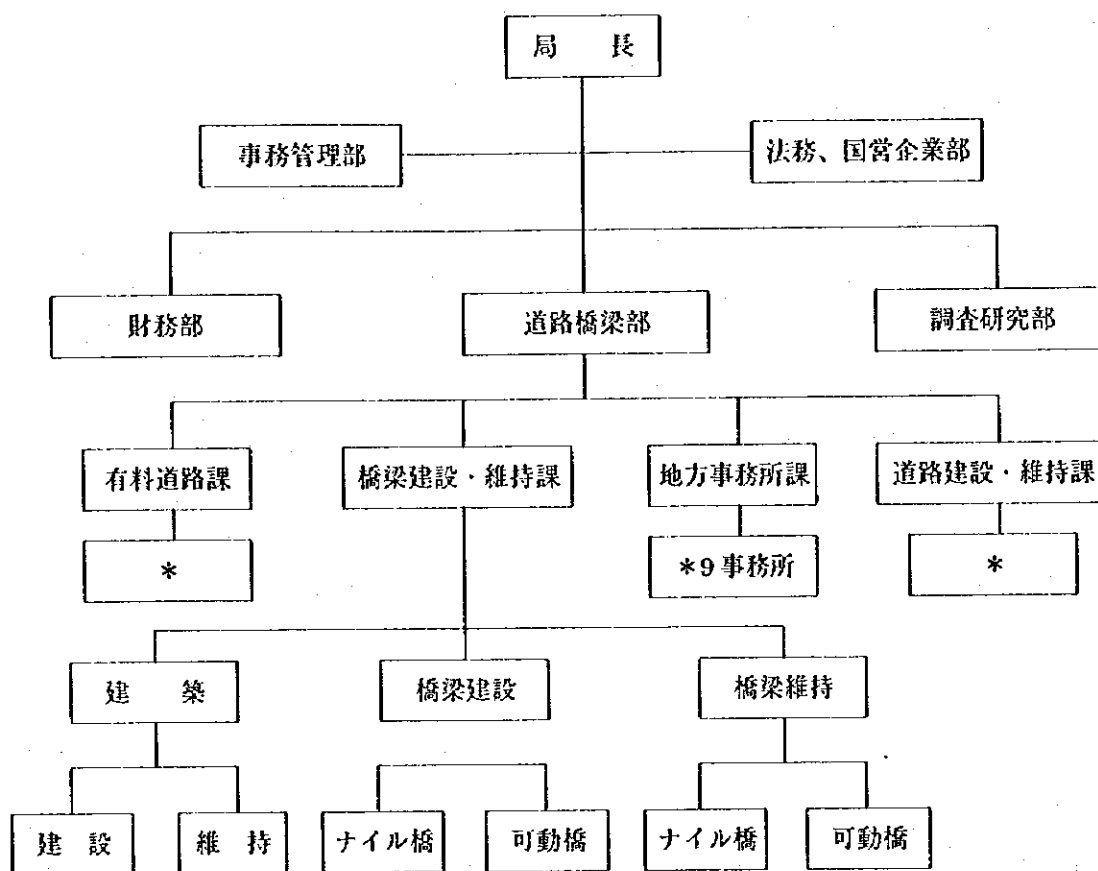 局　長
事務管理部
法務、国営企業部
財務部
道路橋梁部
調査研究部
有料道路課
橋梁建設・維持課
地方事務所課
道路建設・維持課
*
*9事務所
*
建　築
橋梁建設
橋梁維持
建　設
維　持
ナイル橋
可動橋
ナイル橋
可動橋